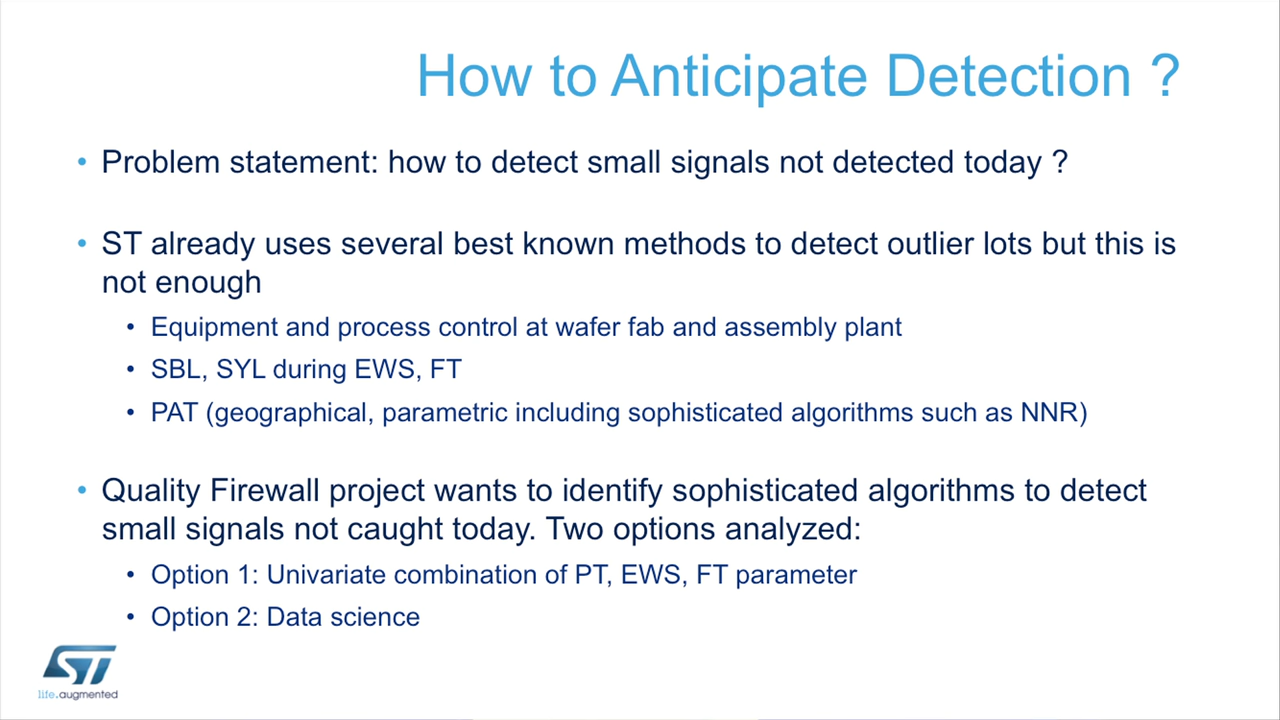 How to Anticipate Detection ?
• Problem statement: how to detect small signals not detected today ?
• ST already uses several best known methods to detect outlier lots but this is
not enough
• Equipment and process control at wafer fab and assembly plant
• SBL, SYL during EWS, FT
• PAT (geographical, parametric including sophisticated algorithms such as NNR)
• Quality Firewall project wants to identify sophisticated algorithms to detect
small signals not caught today. Two options analyzed:
• Option 1: Univariate combination of PT, EWS, FT parameter
• Option 2: Data science
ST
life.augmented